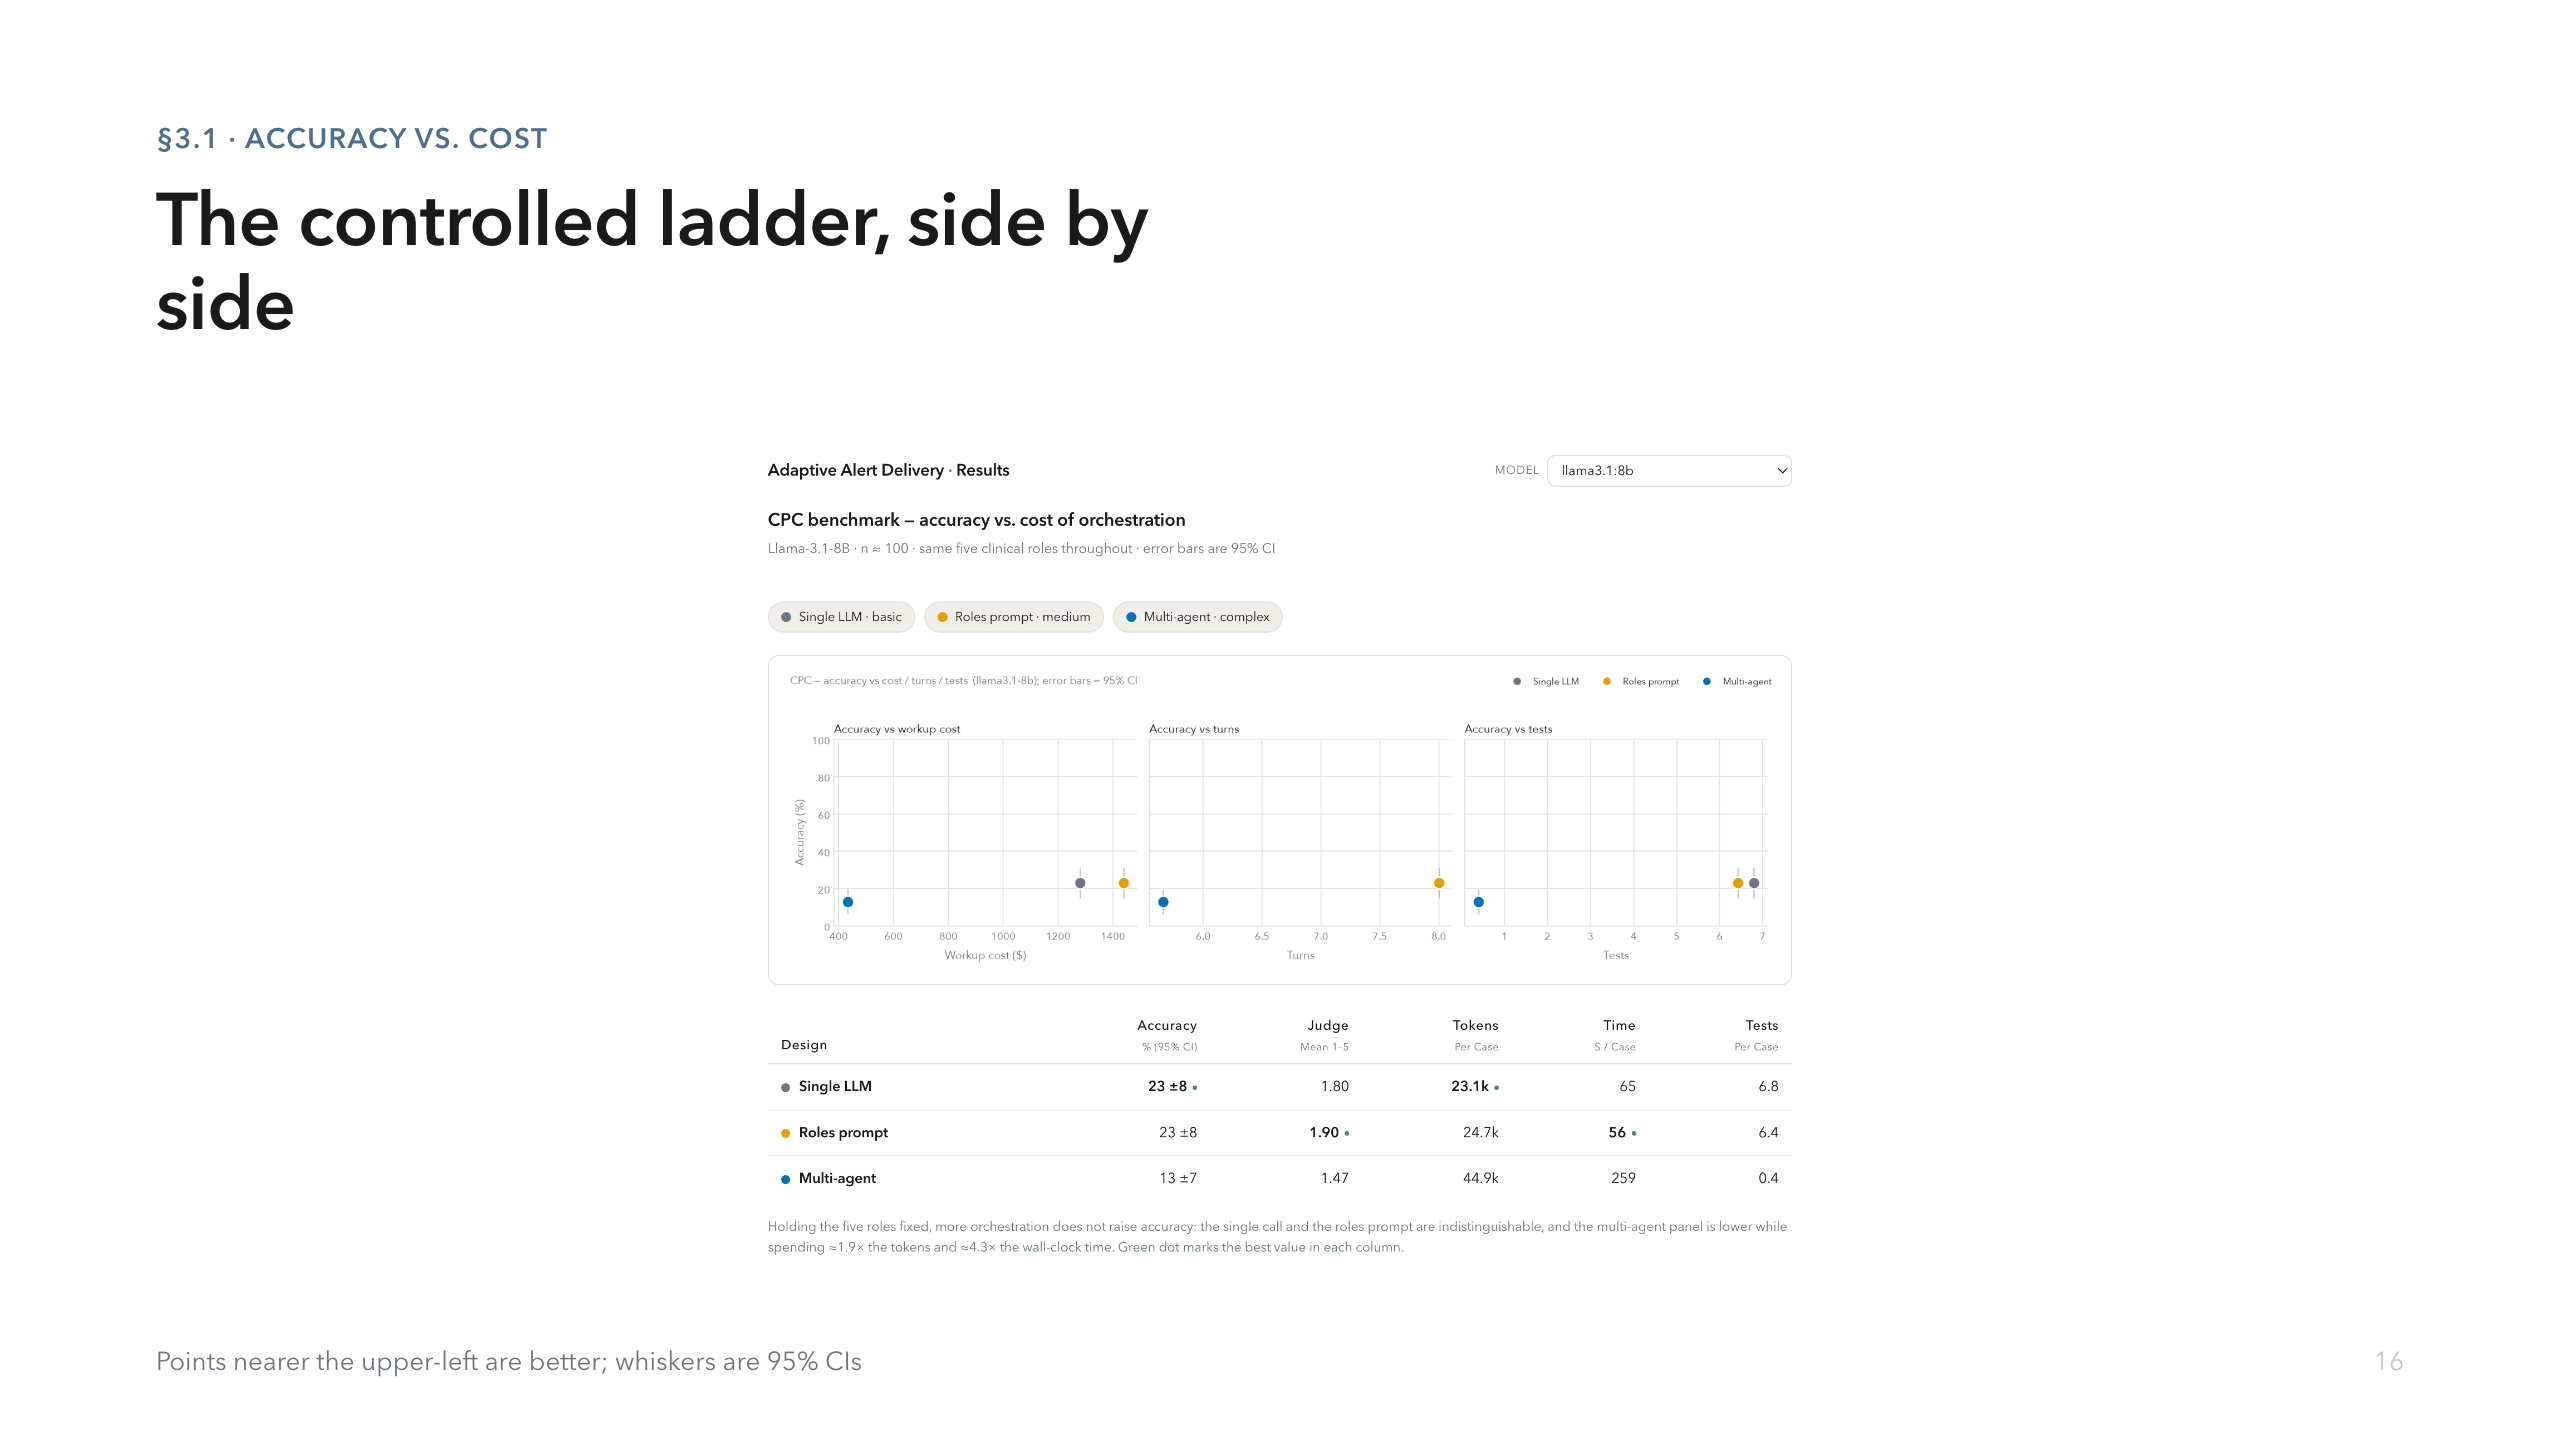 §3.1 · ACCURACY VS. COST
The controlled ladder, side by
side
Adaptive Alert Delivery · Results
MODEL llama3.1:8b
CPC benchmark – accuracy vs. cost of orchestration
Llama-3.1-8B · n ≈ 100 · same five clinical roles throughout · error bars are 95% CI
Single LLM · basic Roles prompt · medium Multi-agent · complex
CPC – accuracy vs cost / turns / tests (llama3.1-8b); error bars = 95% CI
Single LLM Roles prompt Multi-agent
Accuracy vs workup cost Accuracy vs turns Accuracy vs tests
100
80
60
40
20
0
Accuracy (%)
400 600 800 1000 1200 1400 6.0 6.5 7.0 7.5 8.0 1 2 3 4 5 6 7
Workup cost ($) Turns Tests
Accuracy Judge Tokens Time Tests
Design % (95% CI) Mean 1–5 Per Case S / Case Per Case
Single LLM 23 ±8 1.80 23.1k 65 6.8
Roles prompt 23 ±8 1.90 24.7k 56 6.4
Multi-agent 13 ±7 1.47 44.9k 259 0.4
Holding the five roles fixed, more orchestration does not raise accuracy: the single call and the roles prompt are indistinguishable, and the multi-agent panel is lower while
spending ≈1.9× the tokens and ≈4.3× the wall-clock time. Green dot marks the best value in each column.
Points nearer the upper-left are better; whiskers are 95% CIs
16